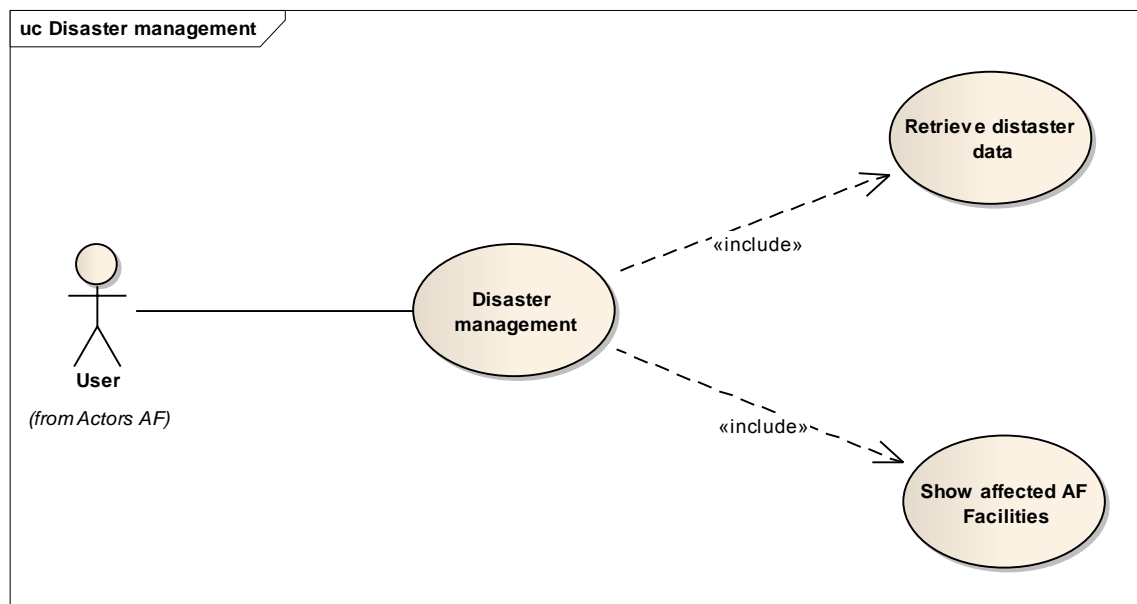 uc Disaster management
Retrieve distaster
data
«include»
Disaster
management
User
(from Actors AF)
«include»
Show affected AF
Facilities